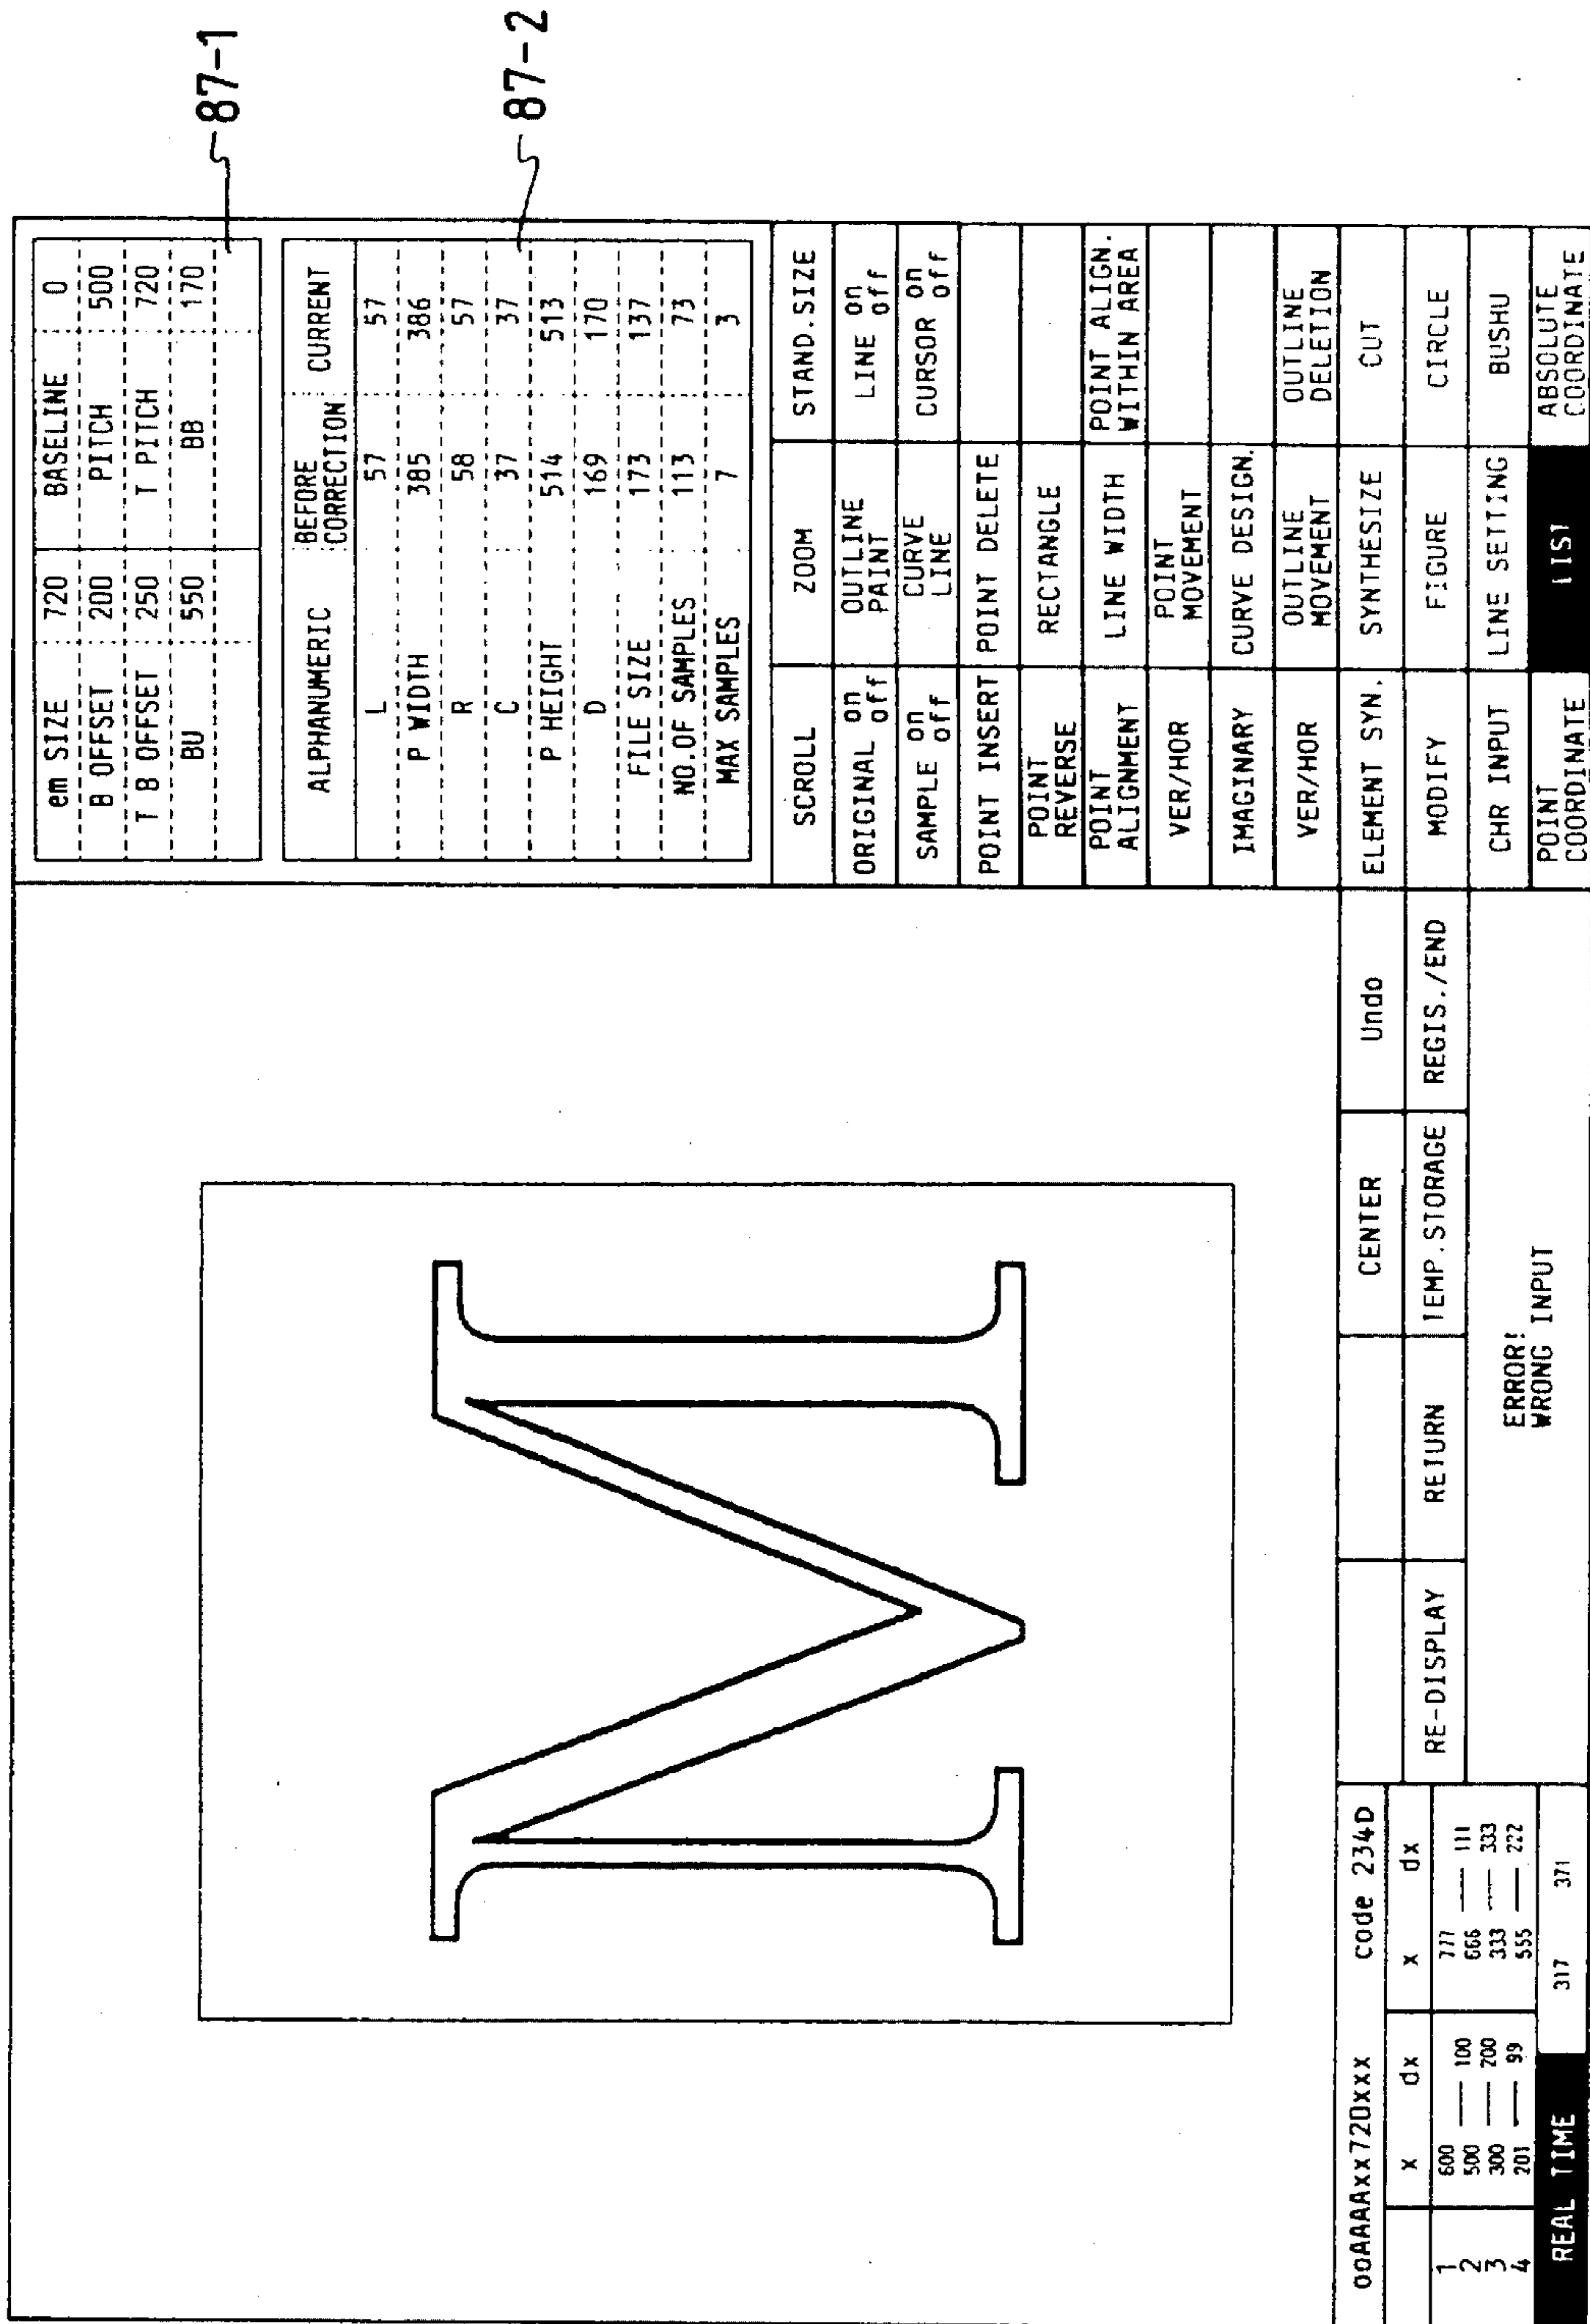 87-1
87-2
em SIZE 720 BASELINE 0
B OFFSET 200 PITCH 500
T B OFFSET 250 T PITCH 720
BU 550 BB 170
ALPHANUMERIC BEFORE CORRECTION CURRENT
L 57 57
P WIDTH 385 386
R 58 57
C 37 37
P HEIGHT 514 513
D 169 170
FILE SIZE 173 137
NO.OF SAMPLES 113 73
MAX SAMPLES 7 3
SCROLL ZOOM STAND.SIZE
ORIGINAL on off OUTLINE PAINT LINE on off
SAMPLE on off CURVE LINE CURSOR on off
POINT INSERT POINT DELETE
POINT REVERSE RECTANGLE
POINT ALIGNMENT LINE WIDTH POINT ALIGN. WITHIN AREA
VER/HOR POINT MOVEMENT
IMAGINARY CURVE DESIGN.
VER/HOR OUTLINE MOVEMENT OUTLINE DELETION
ELEMENT SYN. SYNTHESIZE CUT
MODIFY FIGURE CIRCLE
CHR INPUT LINE SETTING BUSHU
POINT COORDINATE LIST ABSOLUTE COORDINATE
M
CENTER Undo
RE-DISPLAY RETURN TEMP.STORAGE REGIS./END
ERROR!
WRONG INPUT
ooAAAAxx720xxx code 234D
x dx x dx
1 600 — 100 777 — 111
2 500 — 200 666 — 333
3 300 — 99 333 — 222
4 201 555
REAL TIME 317 371